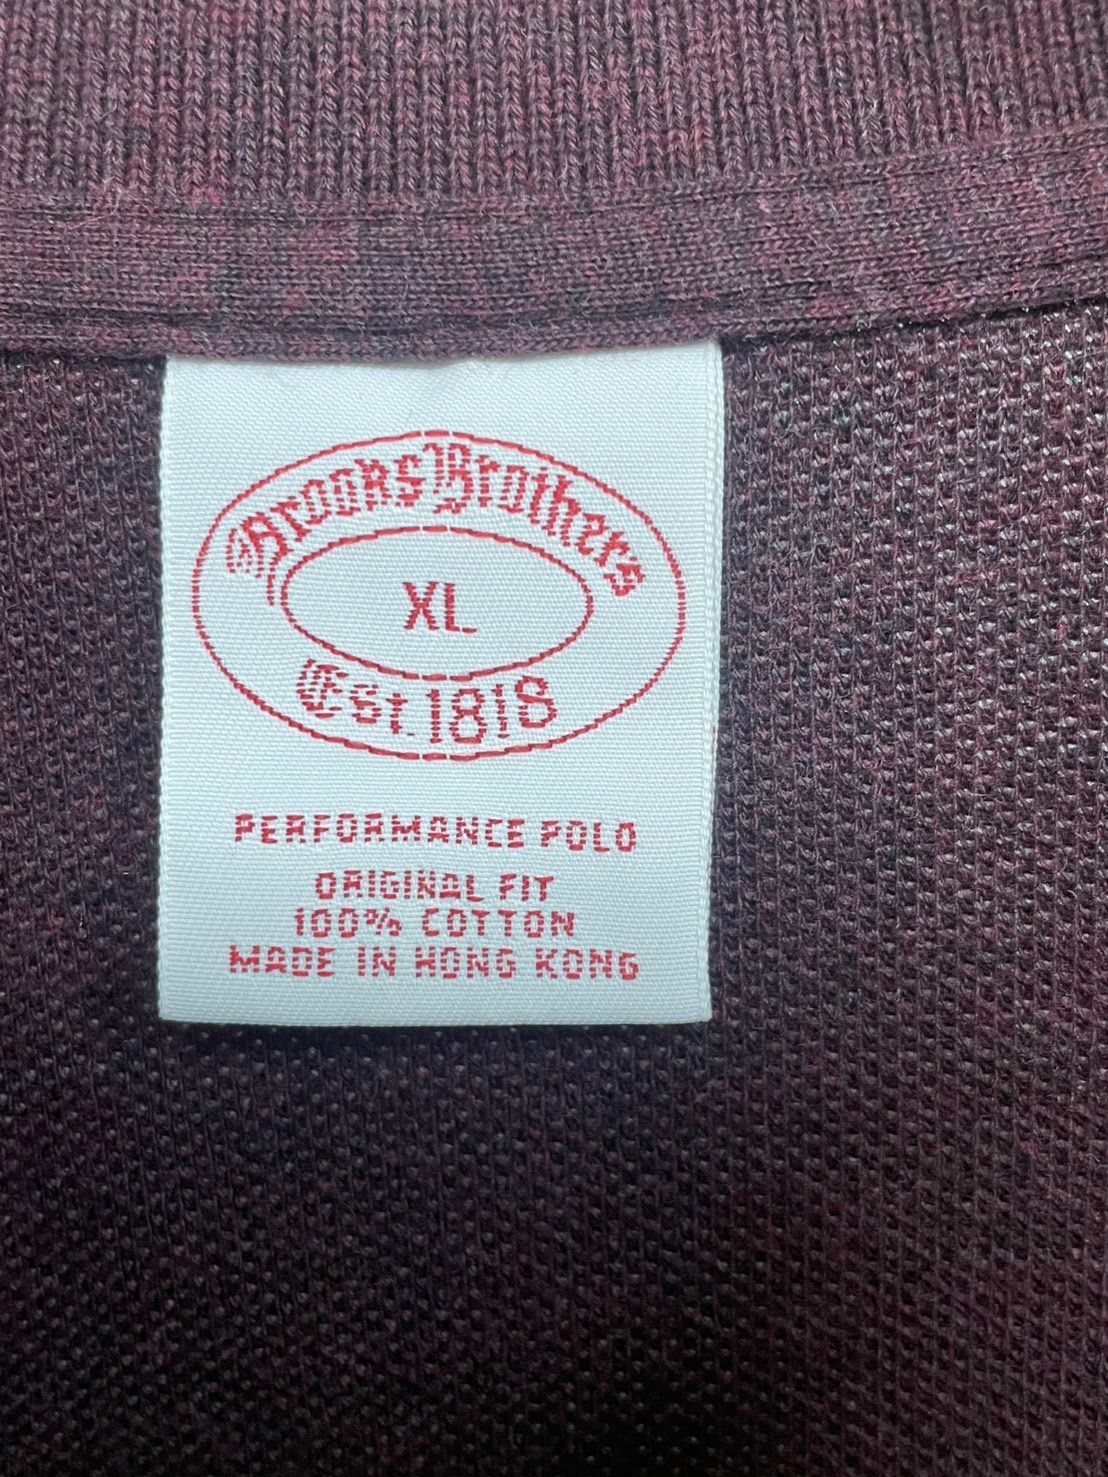 Brooks Brothers
XL
Est. 1818
PERFORMANCE POLO
ORIGINAL FIT
100% COTTON
MADE IN HONG KONG